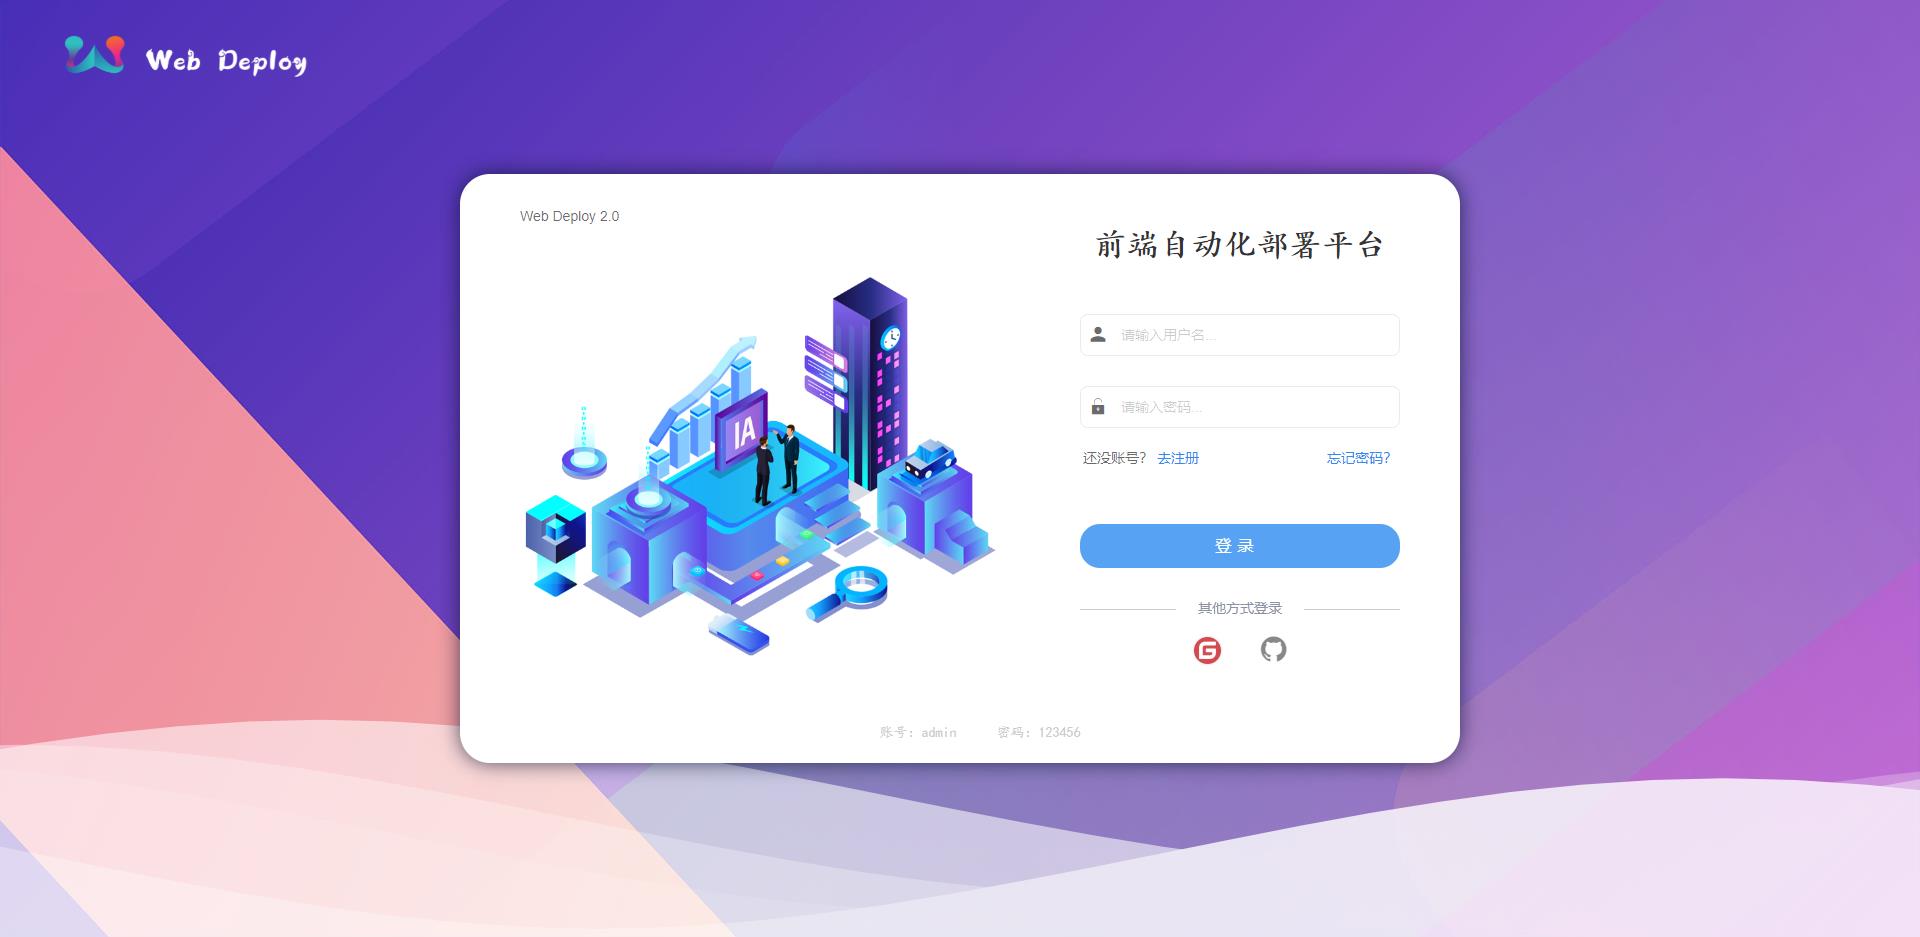 Web Deploy
Web Deploy 2.0
前端自动化部署平台
IA
请输入用户名...
请输入密码...
还没账号? 去注册 忘记密码?
登 录
其他方式登录
G
账号: admin 密码: 123456